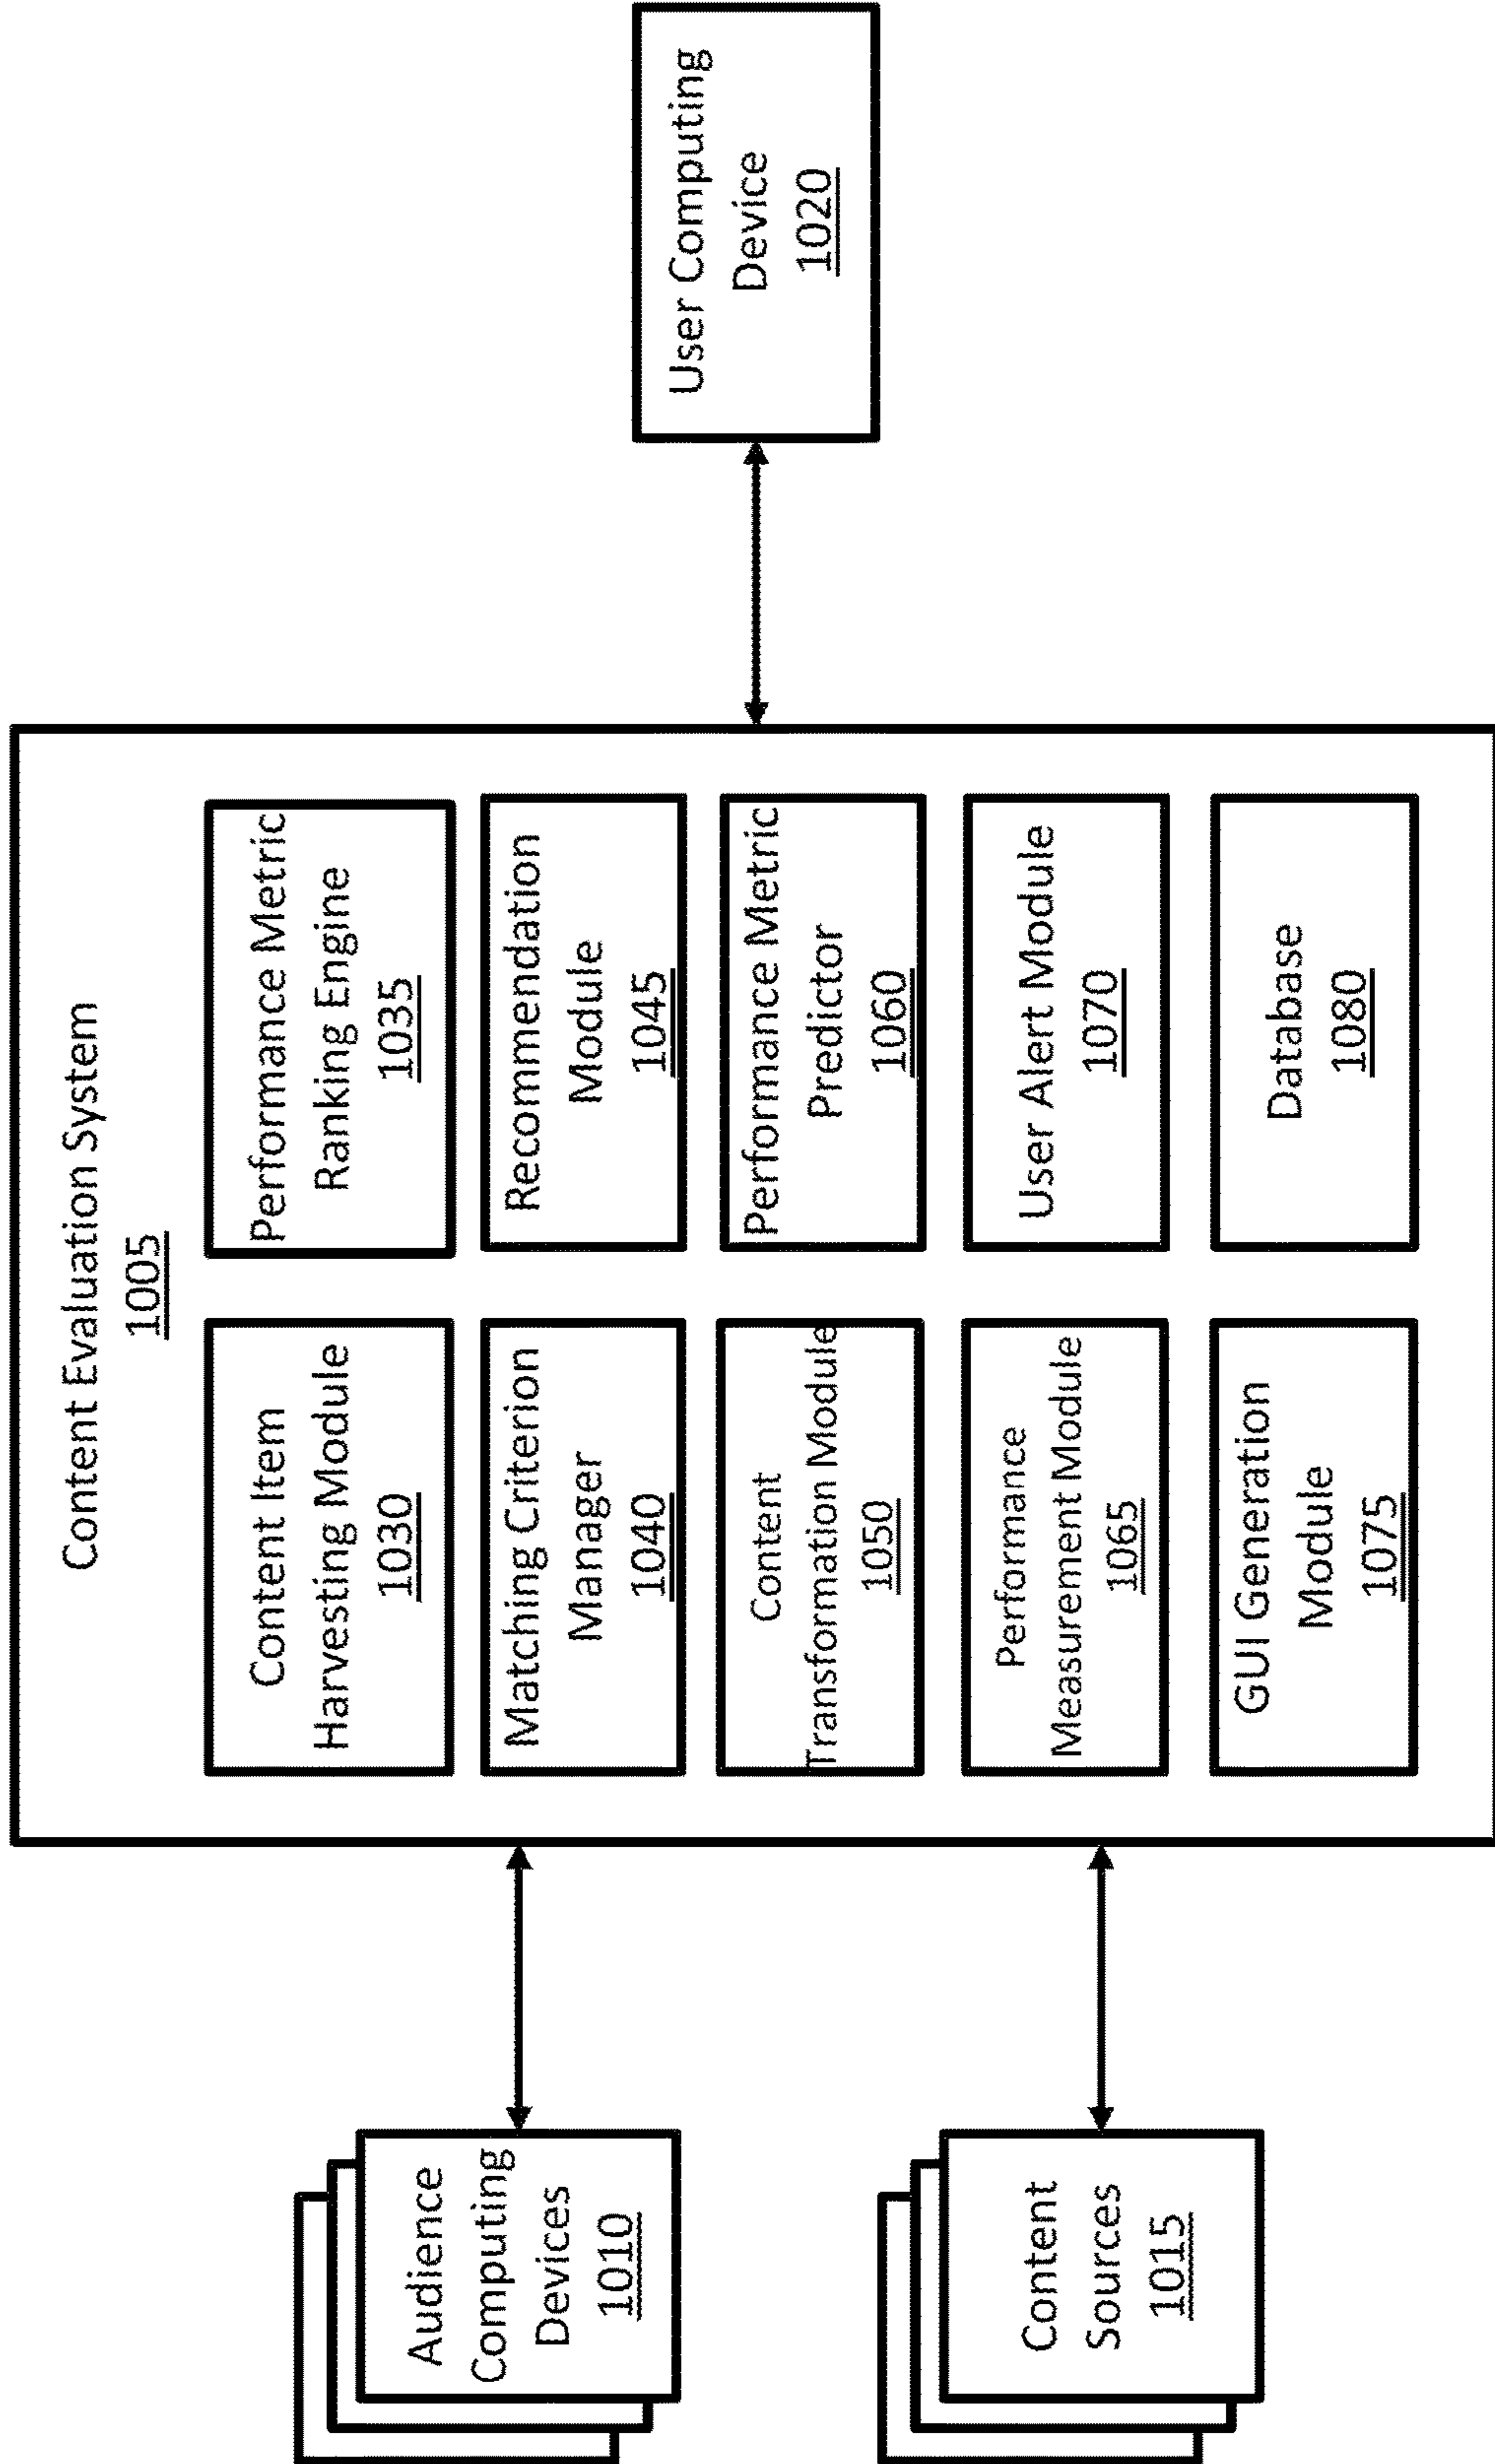 Content Evaluation System
1005
Content Item
Harvesting Module
1030
Performance Metric
Ranking Engine
1035
Matching Criterion
Manager
1040
Recommendation
Module
1045
Content
Transformation Module
1050
Performance Metric
Predictor
1060
Performance
Measurement Module
1065
User Alert Module
1070
GUI Generation
Module
1075
Database
1080
Audience
Computing
Devices
1010
Content
Sources
1015
User Computing
Device
1020